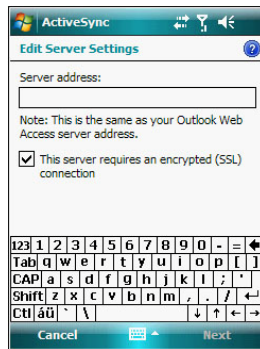 ActiveSync
Edit Server Settings
?
Server address:
Note: This is the same as your Outlook Web
Access server address.
This server requires an encrypted (SSL)
connection
123 1 2 3 4 5 6 7 8 9 0 - =
Tab q w e r t y u i o p [ ]
CAP a s d f g h j k l ; '
Shift z x c v b n m , . /
Ctl áü ` \
Cancel Next